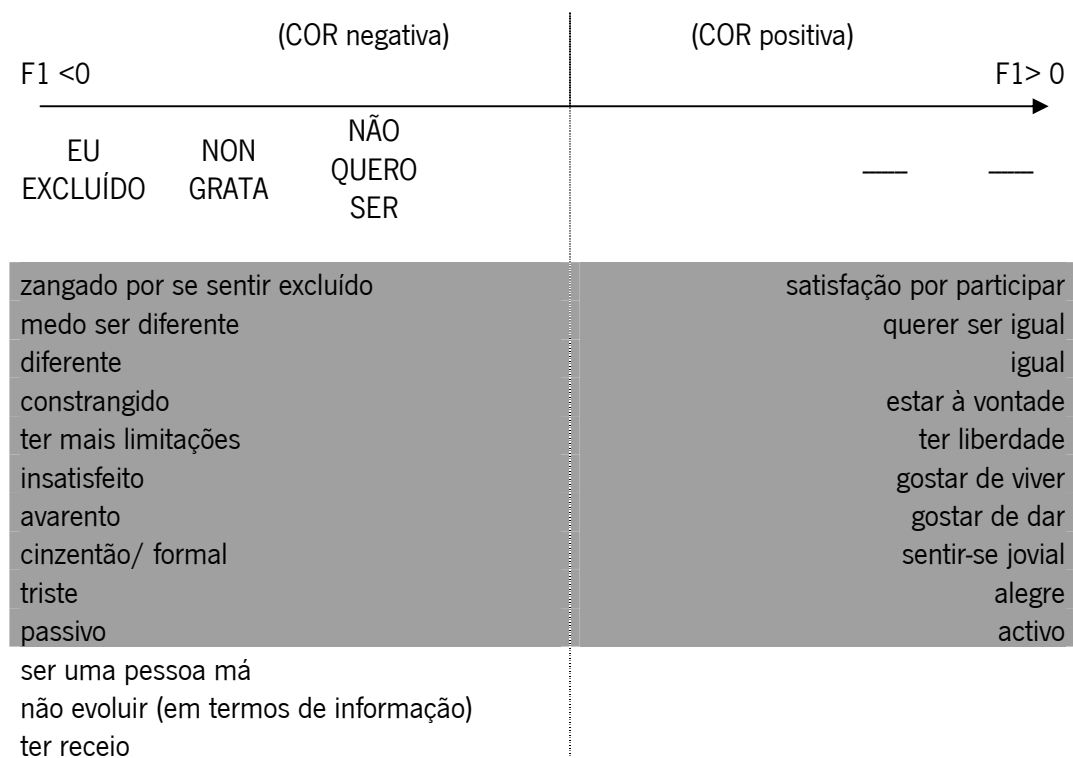 (COR negativa) (COR positiva)
F1 <0 F1> 0
EU
EXCLUÍDO
NON
GRATA
NÃO
QUERO
SER
___ ___
zangado por se sentir excluído satisfação por participar
medo ser diferente querer ser igual
diferente igual
constrangido estar à vontade
ter mais limitações ter liberdade
insatisfeito gostar de viver
avarento gostar de dar
cinzentão/ formal sentir-se jovial
triste alegre
passivo activo
ser uma pessoa má
não evoluir (em termos de informação)
ter receio